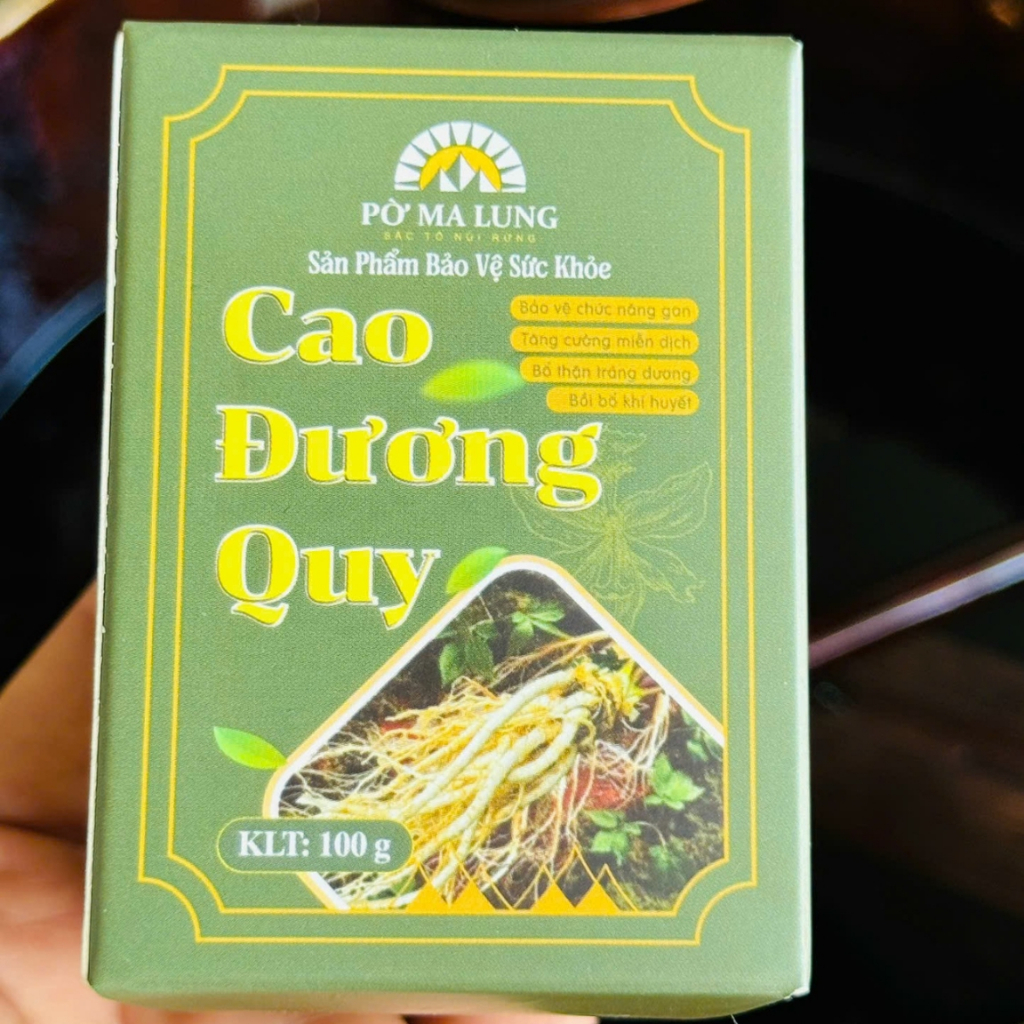 PỜ MA LUNG
SẮC TỐ NÚI RỪNG
Sản Phẩm Bảo Vệ Sức Khỏe
Cao
Đương
Quy
Bảo vệ chức năng gan
Tăng cường miễn dịch
Bổ thận tráng dương
Bồi bổ khí huyết
KLT: 100 g